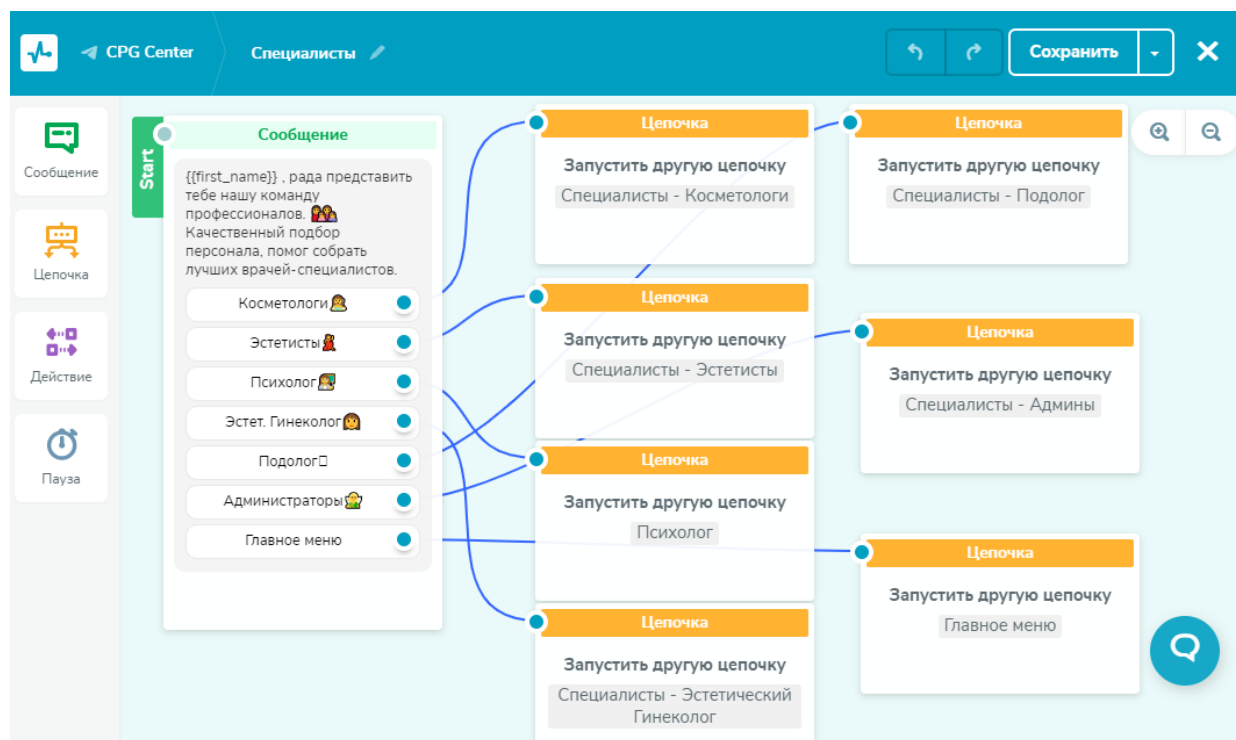 CPG Center
Специалисты
Сохранить
Сообщение
Цепочка
Действие
Пауза
Start
Сообщение
{{first_name}} , рада представить
тебе нашу команду
профессионалов.
Качественный подбор
персонала, помог собрать
лучших врачей-специалистов.
Косметологи
Эстетисты
Психолог
Эстет. Гинеколог
Подолог
Администраторы
Главное меню
Цепочка
Запустить другую цепочку
Специалисты - Косметологи
Цепочка
Запустить другую цепочку
Специалисты - Подолог
Цепочка
Запустить другую цепочку
Специалисты - Эстетисты
Цепочка
Запустить другую цепочку
Специалисты - Админы
Цепочка
Запустить другую цепочку
Психолог
Цепочка
Запустить другую цепочку
Главное меню
Цепочка
Запустить другую цепочку
Специалисты - Эстетический
Гинеколог